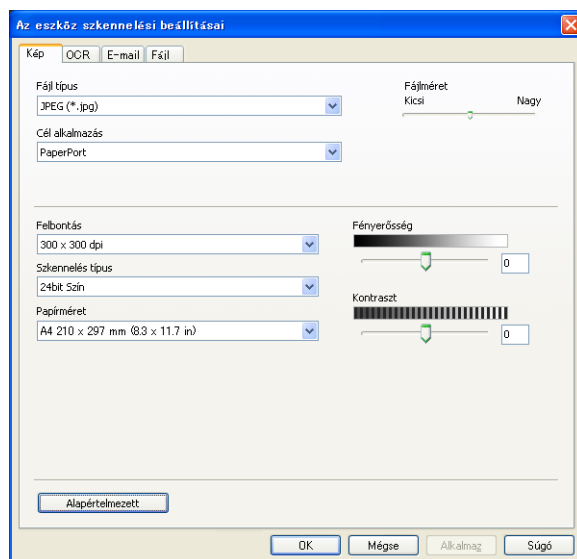 Az eszköz szkennelési beállításai
Kép OCR E-mail Fájl
Fájl típus
JPEG (*.jpg)
Fájlméret
Kicsi Nagy
Cél alkalmazás
PaperPort
Felbontás
300 x 300 dpi
Szkennelés típus
24bit Szín
Papírméret
A4 210 x 297 mm (8.3 x 11.7 in)
Fényerősség
0
Kontraszt
0
Alapértelmezett
OK Mégse Alkalmaz Súgó